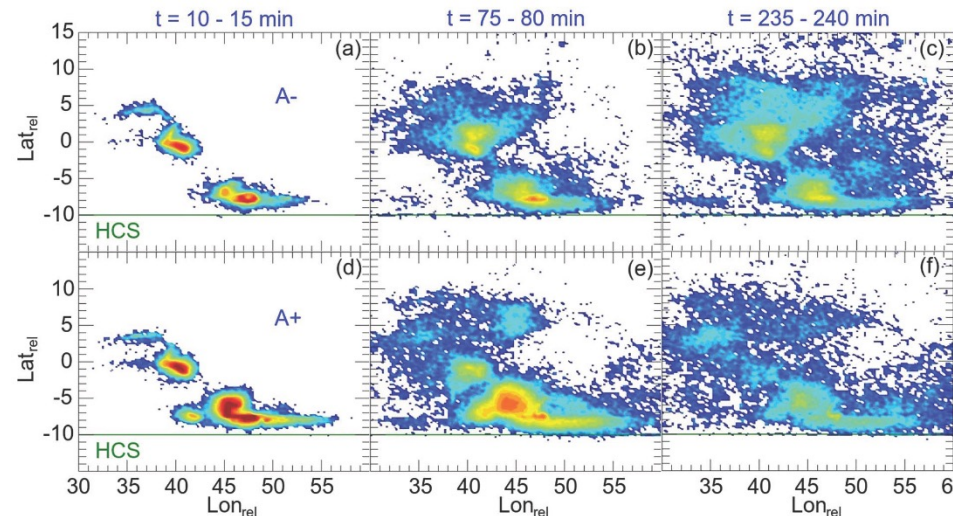 t = 10 - 15 min t = 75 - 80 min t = 235 - 240 min
15 (a) (b) (c)
10 A-
5
Lat_rel 0
-5
-10
HCS
15 (d) (e) (f)
10
5 A+
Lat_rel 0
-5
-10
HCS
30 35 40 45 50 55 40 45 50 55 35 40 45 50 55 6
Lon_rel Lon_rel Lon_rel